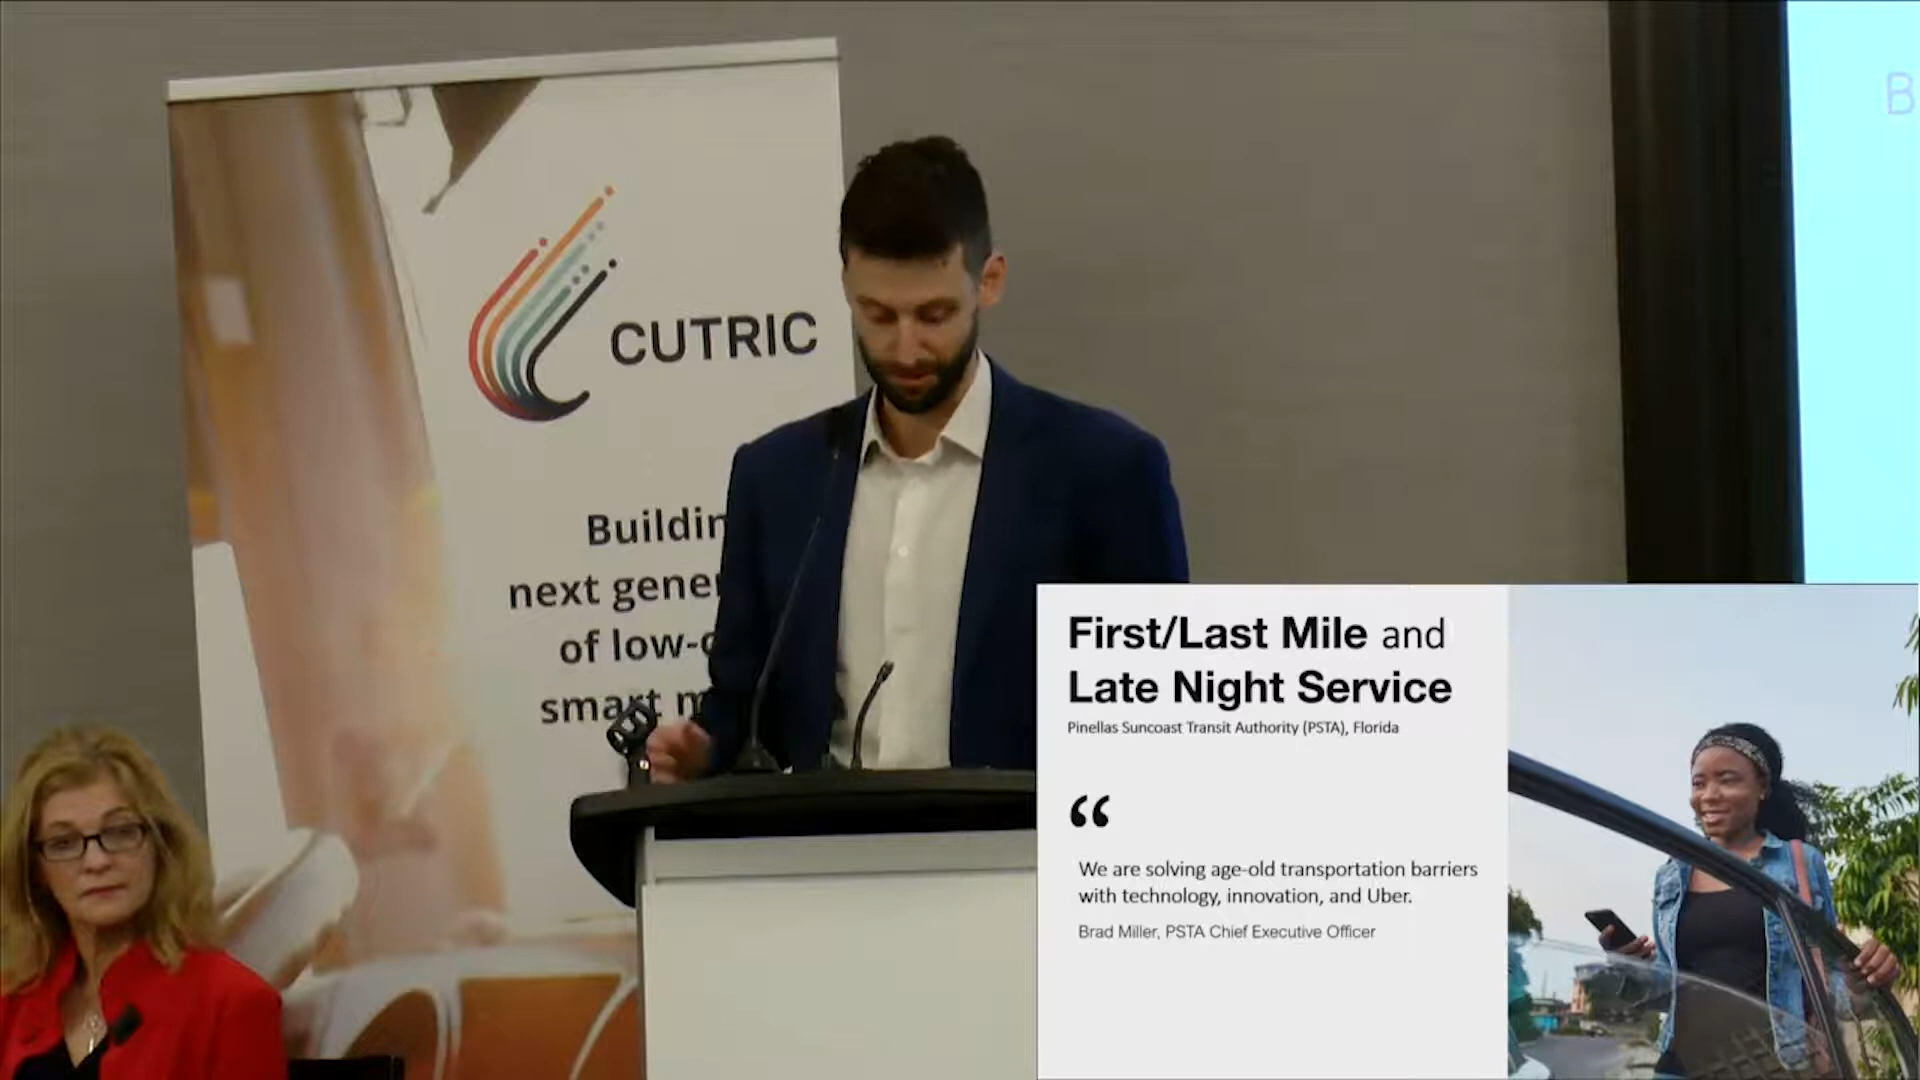 CUTRIC
Buildin
next gener
of low-c
smart m
B
First/Last Mile and
Late Night Service
Pinellas Suncoast Transit Authority (PSTA), Florida
“
We are solving age-old transportation barriers
with technology, innovation, and Uber.
Brad Miller, PSTA Chief Executive Officer